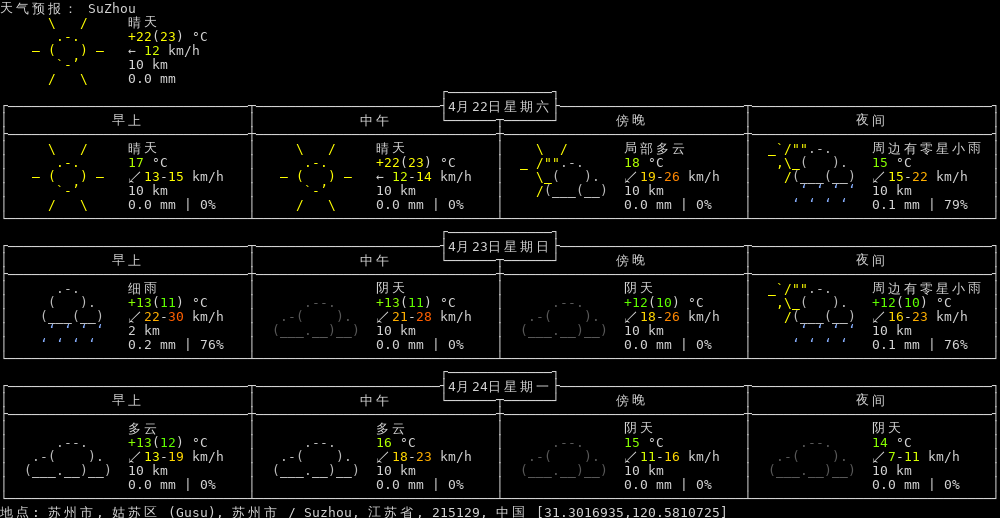 天气预报： SuZhou
晴天
+22(23) °C
← 12 km/h
10 km
0.0 mm
4月22日星期六
早上 中午 傍晚 夜间
晴天 晴天 局部多云 周边有零星小雨
17 °C +22(23) °C 18 °C 15 °C
↙13-15 km/h ← 12-14 km/h ↙19-26 km/h ↙15-22 km/h
10 km 10 km 10 km 10 km
0.0 mm | 0% 0.0 mm | 0% 0.0 mm | 0% 0.1 mm | 79%
4月23日星期日
早上 中午 傍晚 夜间
细雨 阴天 阴天 周边有零星小雨
+13(11) °C +13(11) °C +12(10) °C +12(10) °C
↙22-30 km/h ↙21-28 km/h ↙18-26 km/h ↙16-23 km/h
2 km 10 km 10 km 10 km
0.2 mm | 76% 0.0 mm | 0% 0.0 mm | 0% 0.1 mm | 76%
4月24日星期一
早上 中午 傍晚 夜间
多云 多云 阴天 阴天
+13(12) °C 16 °C 15 °C 14 °C
↙13-19 km/h ↙18-23 km/h ↙11-16 km/h ↙7-11 km/h
10 km 10 km 10 km 10 km
0.0 mm | 0% 0.0 mm | 0% 0.0 mm | 0% 0.0 mm | 0%
地点: 苏州市, 姑苏区 (Gusu), 苏州市 / Suzhou, 江苏省, 215129, 中国 [31.3016935,120.5810725]